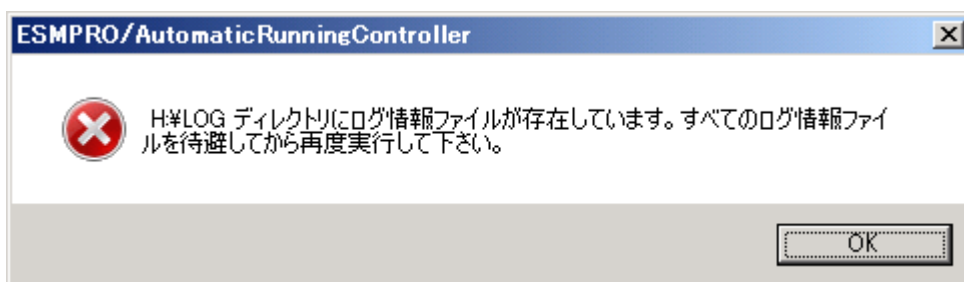 ESMPRO/AutomaticRunningController
H:¥LOG ディレクトリにログ情報ファイルが存在しています。すべてのログ情報ファイ
ルを待避してから再度実行して下さい。
OK